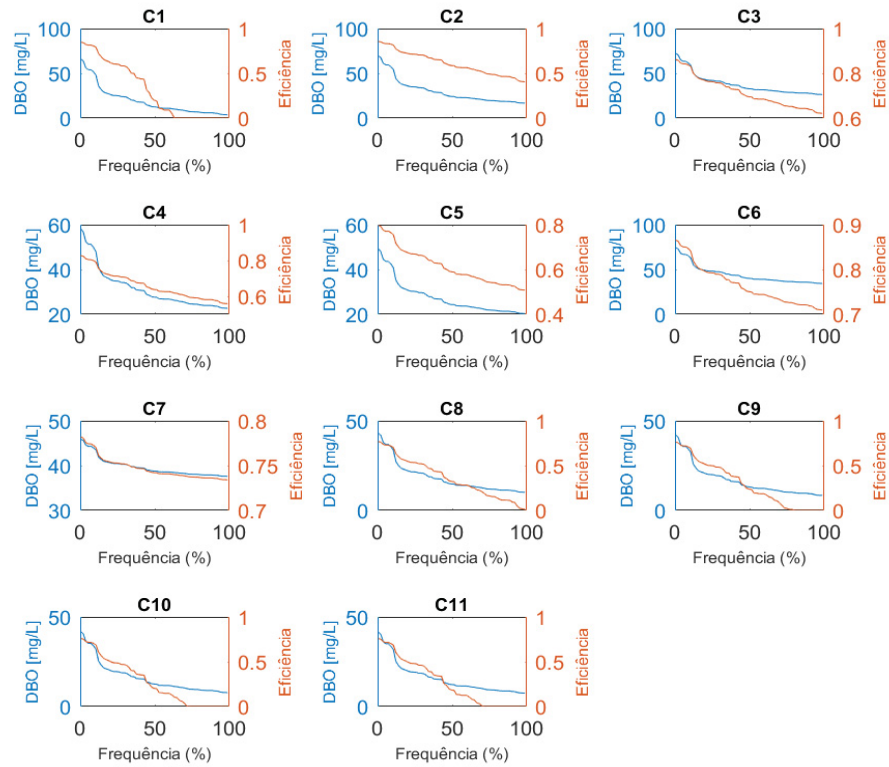 C1
100
50
0
DBO [mg/L]
1
0.5
0
Eficiência
0
50
100
Frequência (%)
C2
100
50
0
DBO [mg/L]
1
0.5
0
Eficiência
0
50
100
Frequência (%)
C3
100
50
0
DBO [mg/L]
1
0.8
0.6
Eficiência
0
50
100
Frequência (%)
C4
60
40
20
DBO [mg/L]
1
0.8
0.6
Eficiência
0
50
100
Frequência (%)
C5
60
40
20
DBO [mg/L]
0.8
0.6
0.4
Eficiência
0
50
100
Frequência (%)
C6
100
50
0
DBO [mg/L]
0.9
0.8
0.7
Eficiência
0
50
100
Frequência (%)
C7
50
40
30
DBO [mg/L]
0.8
0.75
0.7
Eficiência
0
50
100
Frequência (%)
C8
50
0
DBO [mg/L]
1
0.5
0
Eficiência
0
50
100
Frequência (%)
C9
50
0
DBO [mg/L]
1
0.5
0
Eficiência
0
50
100
Frequência (%)
C10
50
0
DBO [mg/L]
1
0.5
0
Eficiência
0
50
100
Frequência (%)
C11
50
0
DBO [mg/L]
1
0.5
0
Eficiência
0
50
100
Frequência (%)